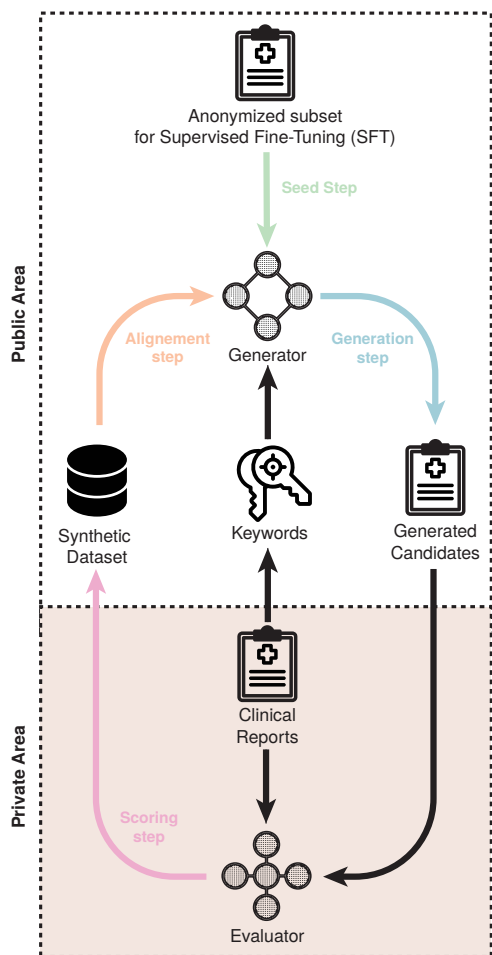 Anonymized subset
for Supervised Fine-Tuning (SFT)
Seed Step
Public Area
Alignement
step
Generator
Generation
step
Synthetic
Dataset
Keywords
Generated
Candidates
Private Area
Clinical
Reports
Scoring
step
Evaluator